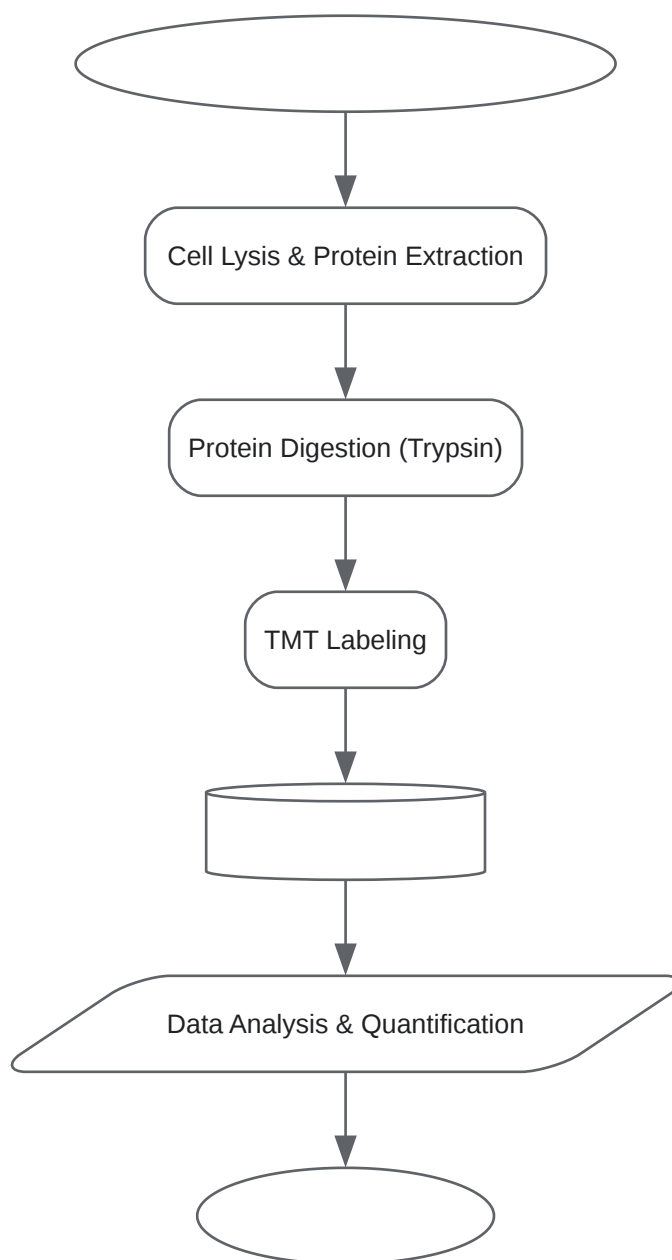 Cell Lysis & Protein Extraction
Protein Digestion (Trypsin)
TMT Labeling
Data Analysis & Quantification